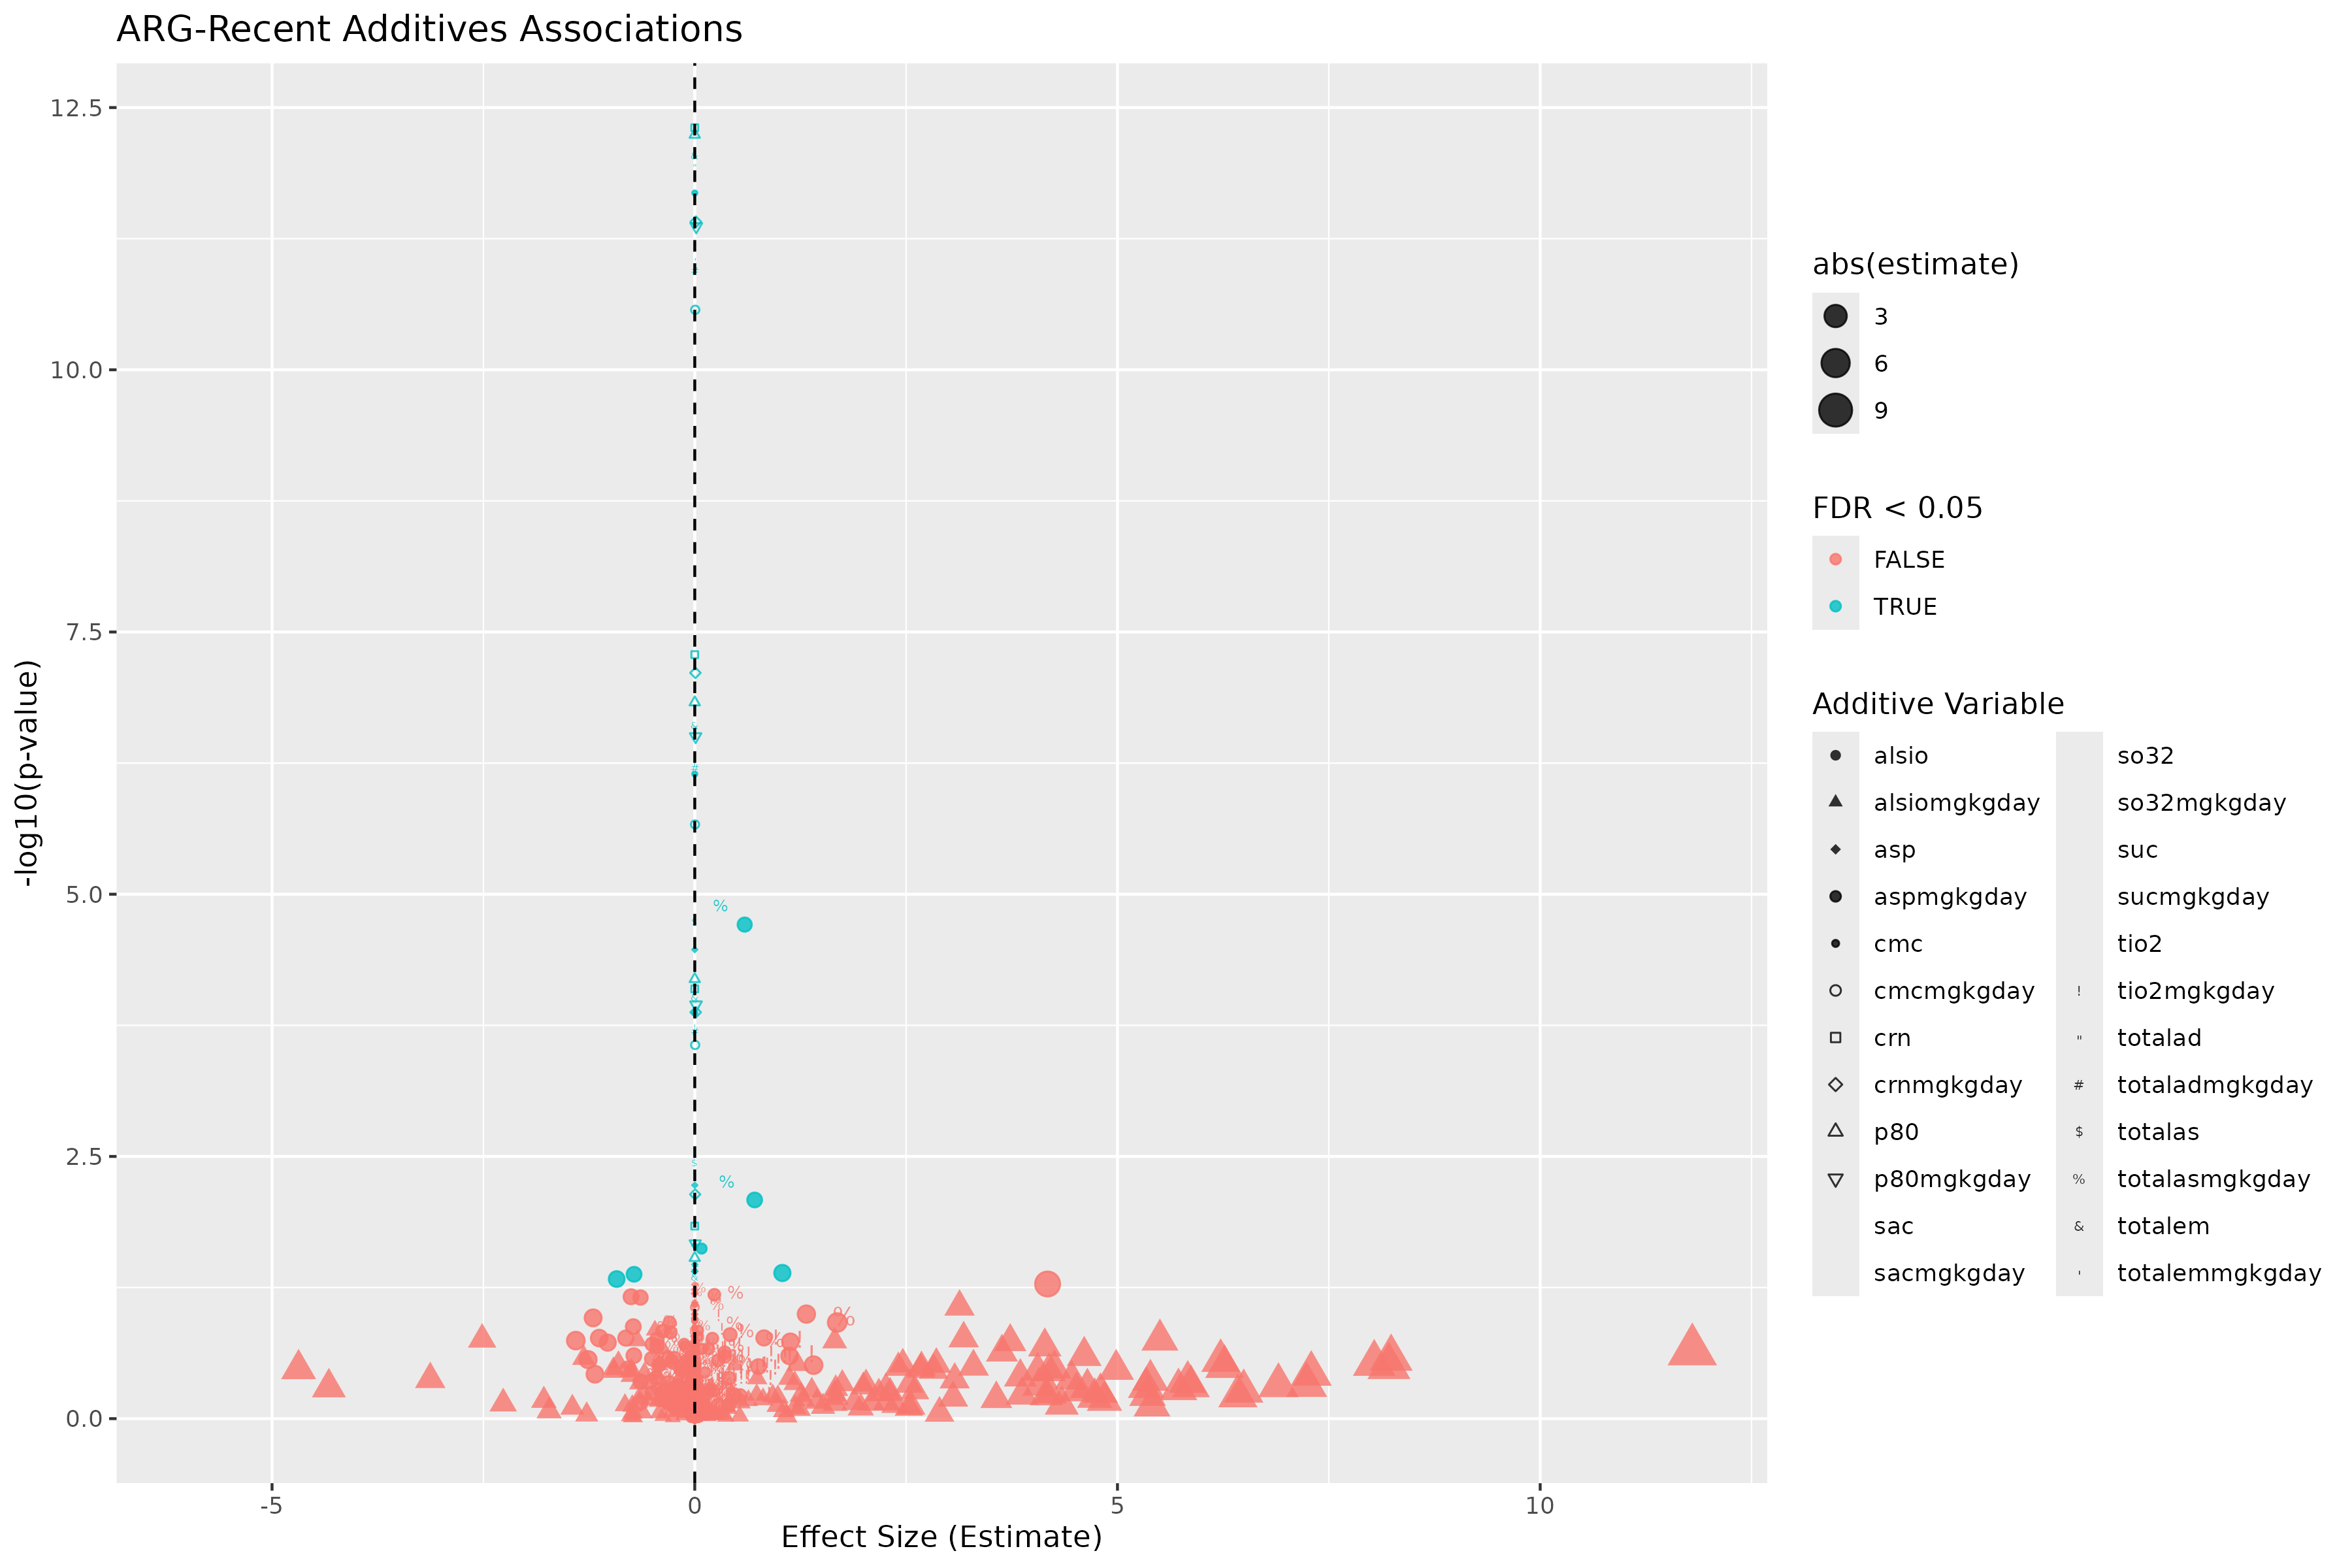 ARG-Recent Additives Associations
12.5
10.0
7.5
5.0
2.5
0.0
-log10(p-value)
-5
0
5
10
Effect Size (Estimate)
abs(estimate)
3
6
9
FDR < 0.05
FALSE
TRUE
Additive Variable
alsio
alsiomgkgday
asp
aspmgkgday
cmc
cmcmgkgday
crn
crnmgkgday
p80
p80mgkgday
sac
sacmgkgday
so32
so32mgkgday
suc
sucmgkgday
tio2
! tio2mgkgday
" totalad
# totaladmgkgday
$ totalas
% totalasmgkgday
& totalem
' totalemmgkgday